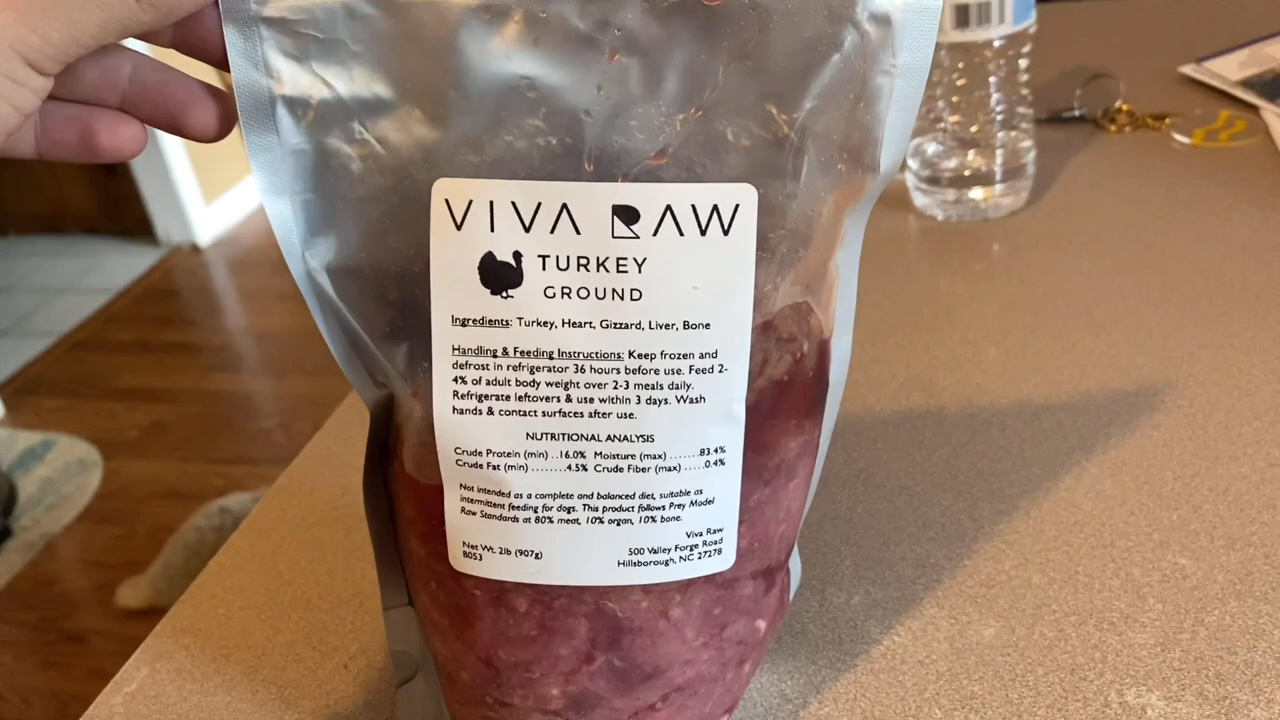 VIVA RAW
TURKEY
GROUND
Ingredients: Turkey, Heart, Gizzard, Liver, Bone
Handling & Feeding Instructions: Keep frozen and
defrost in refrigerator 36 hours before use. Feed 2-
4% of adult body weight over 2-3 meals daily.
Refrigerate leftovers & use within 3 days. Wash
hands & contact surfaces after use.
NUTRITIONAL ANALYSIS
Crude Protein (min) ..16.0% Moisture (max) .......83.4%
Crude Fat (min) ........4.5% Crude Fiber (max) .....0.4%
Not intended as a complete and balanced diet, suitable as
intermittent feeding for dogs. This product follows Prey Model
Raw Standards at 80% meat, 10% organ, 10% bone.
Net Wt. 2lb (907g)
B053
Viva Raw
500 Valley Forge Road
Hillsborough, NC 27278